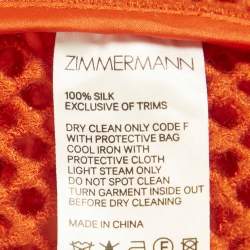 ZIMMERMANN
100% SILK
EXCLUSIVE OF TRIMS
DRY CLEAN ONLY CODE F
WITH PROTECTIVE BAG
COOL IRON WITH
PROTECTIVE CLOTH
LIGHT STEAM ONLY
DO NOT SPOT CLEAN
TURN GARMENT INSIDE OUT
BEFORE DRY CLEANING
MADE IN CHINA